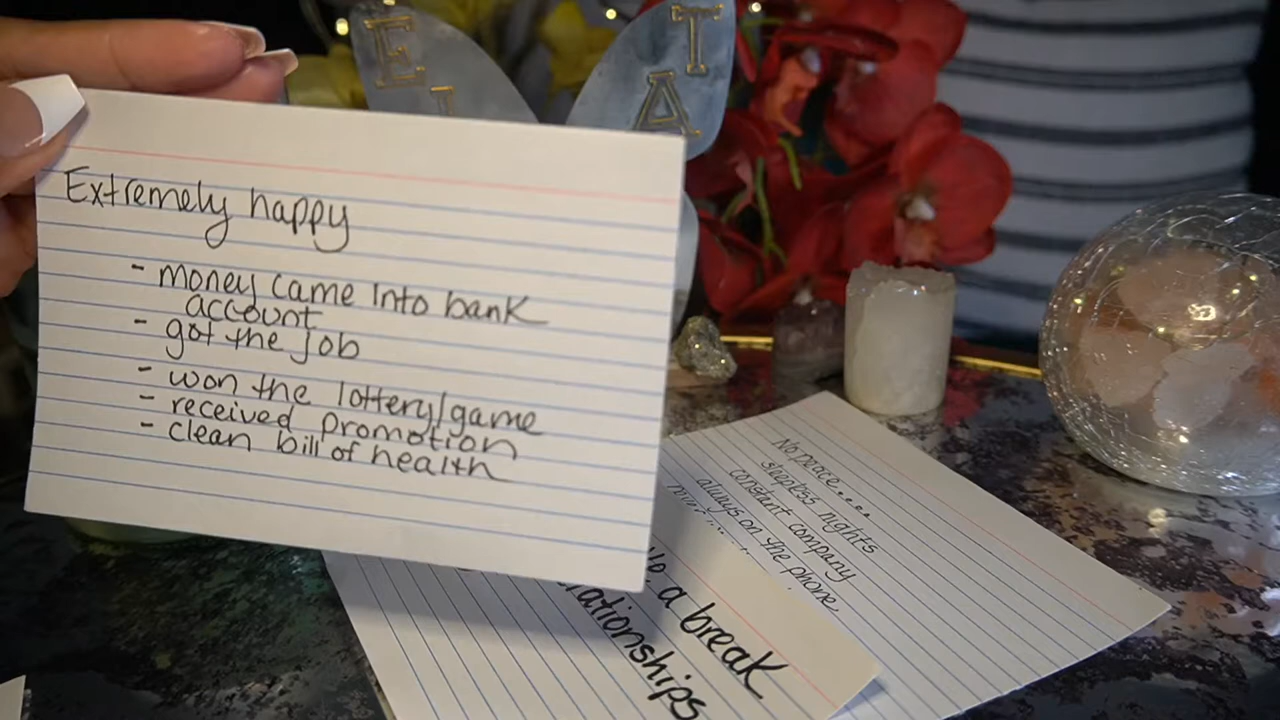 E T
A
Extremely happy
- money came into bank
account
- got the job
- won the lottery/game
- received promotion
- clean bill of health
No peace....
sleepless nights
constant company
always on the phone
a break